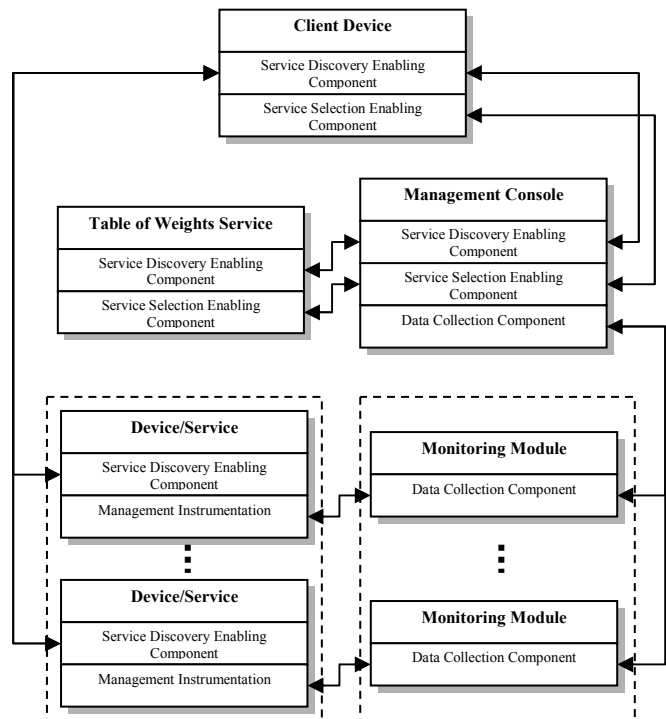 Client Device
Service Discovery Enabling
Component
Service Selection Enabling
Component
Table of Weights Service
Service Discovery Enabling
Component
Service Selection Enabling
Component
Management Console
Service Discovery Enabling
Component
Service Selection Enabling
Component
Data Collection Component
Device/Service
Service Discovery Enabling
Component
Management Instrumentation
Monitoring Module
Data Collection Component
Device/Service
Service Discovery Enabling
Component
Management Instrumentation
Monitoring Module
Data Collection Component